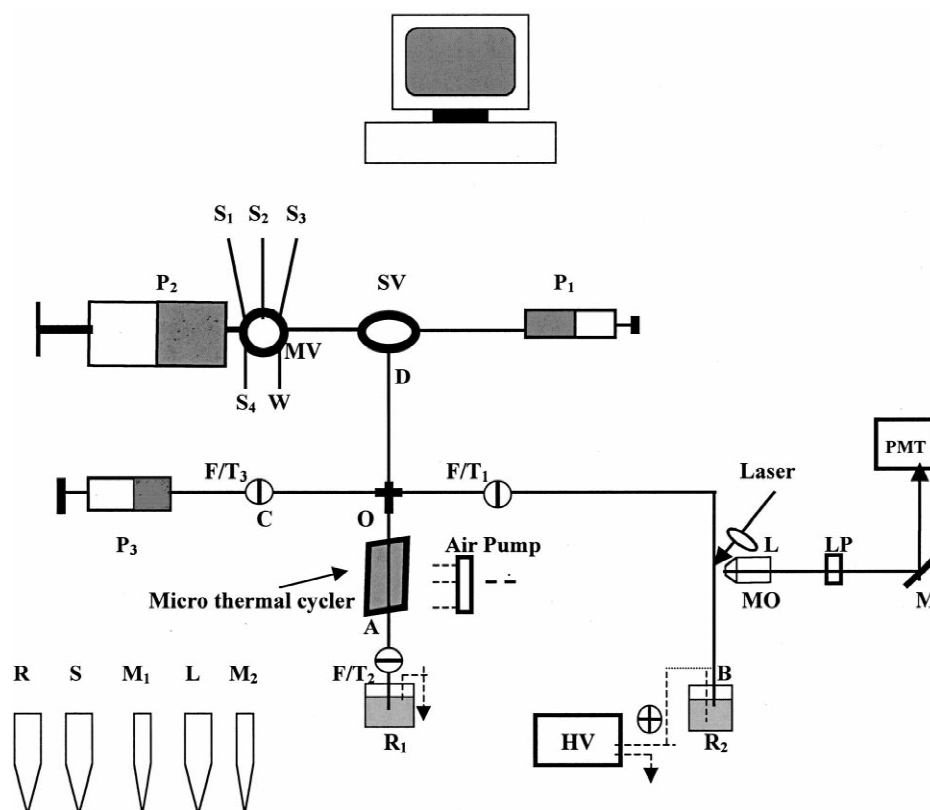 S1 S2 S3
P2 SV P1
MV
D
S4 W
PMT
F/T3 F/T1 Laser
C O L LP
P3 Air Pump
Micro thermal cycler MO M
A
F/T2 B
R S M1 L M2
R1 HV R2